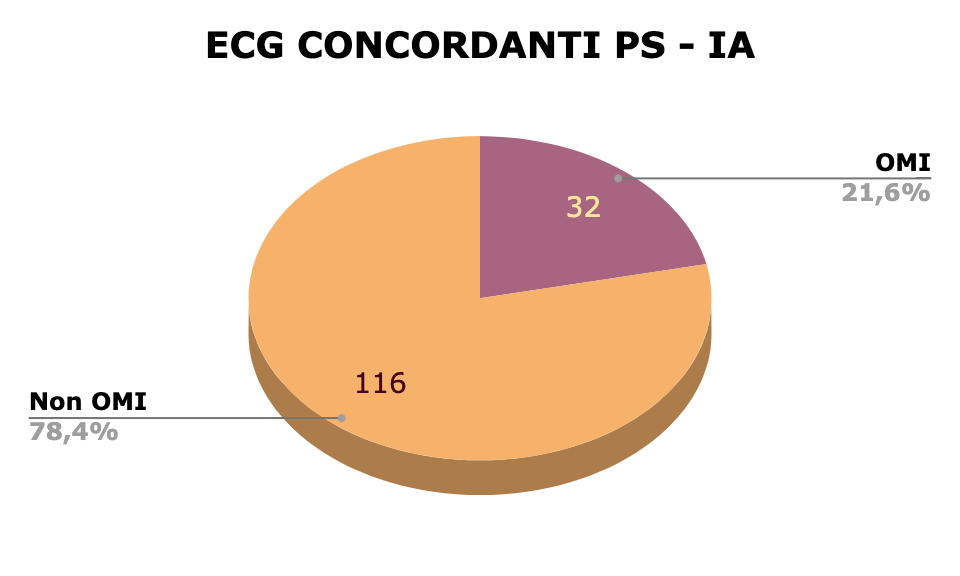 ECG CONCORDANTI PS - IA
OMI
21,6%
32
116
Non OMI
78,4%